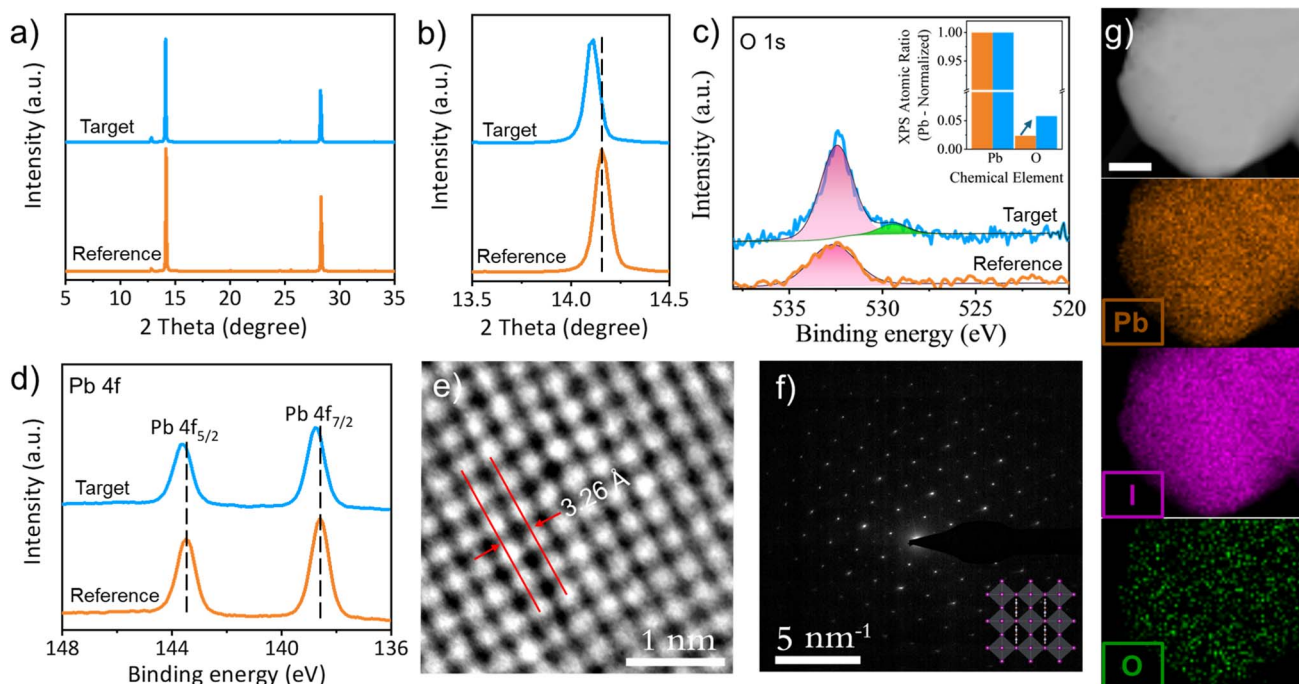 a)
Intensity (a.u.)
Target
Reference
5 10 15 20 25 30 35
2 Theta (degree)
b)
Intensity (a.u.)
Target
Reference
13.5 14.0 14.5
2 Theta (degree)
c)
O 1s
Intensity (a.u.)
Target
Reference
535 530 525 520
Binding energy (eV)
XPS Atomic Ratio
(Pb - Normalized)
1.00
0.05
0.00
Pb O
Chemical Element
d)
Pb 4f
Intensity (a.u.)
Pb 4f5/2
Pb 4f7/2
Target
Reference
148 144 140 136
Binding energy (eV)
e)
3.26 Å
1 nm
f)
5 nm-1
g)
Pb
I
O